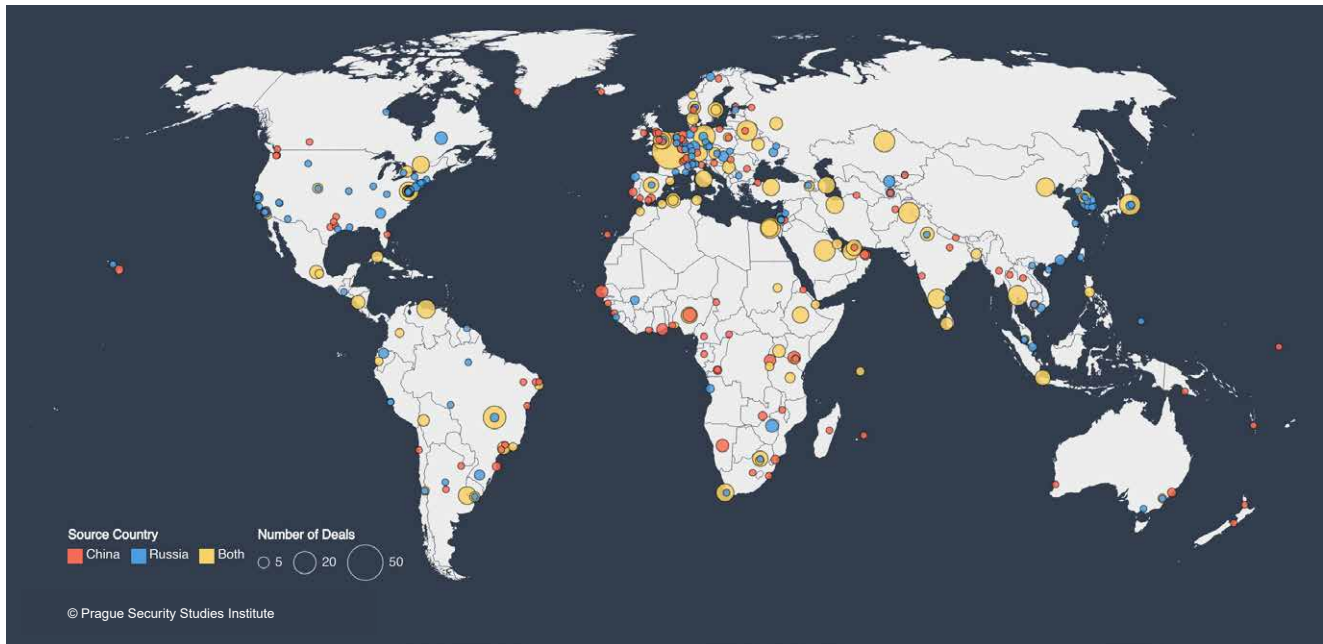 Source Country
China Russia Both
Number of Deals
5 20 50
© Prague Security Studies Institute